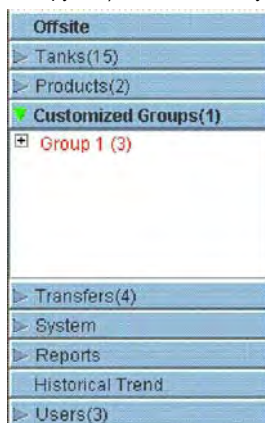 Offsite
Tanks(15)
Products(2)
Customized Groups(1)
Group 1 (3)
Transfers(4)
System
Reports
Historical Trend
Users(3)